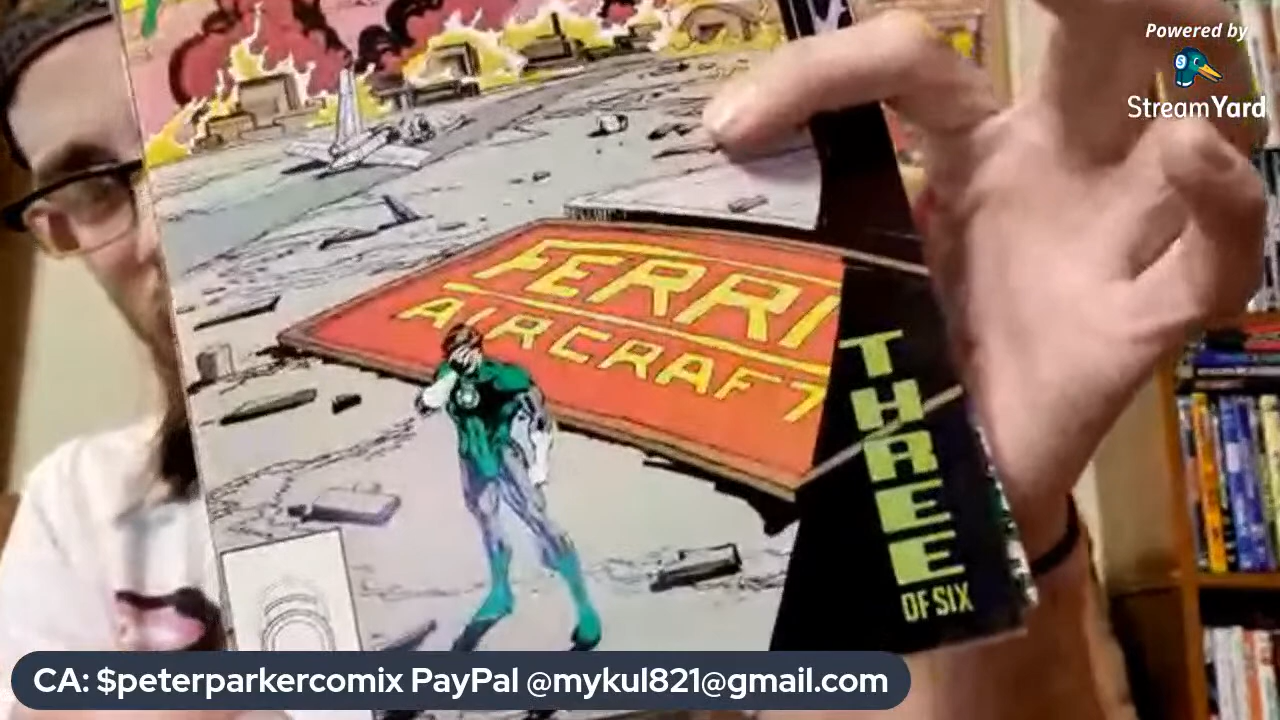 Powered by
StreamYard
FERRI
AIRCRAFT
THREE
OF SIX
CA: $peterparkercomix PayPal @mykul821@gmail.com